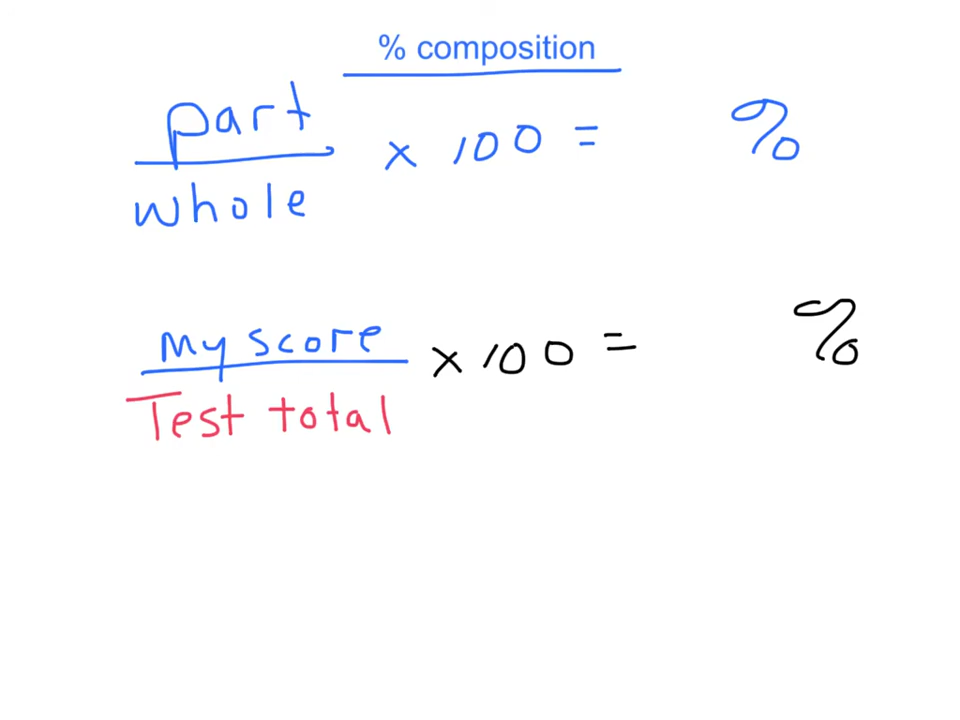 % composition
part
whole
x 100 = %
My score
Test total
x 100 = %